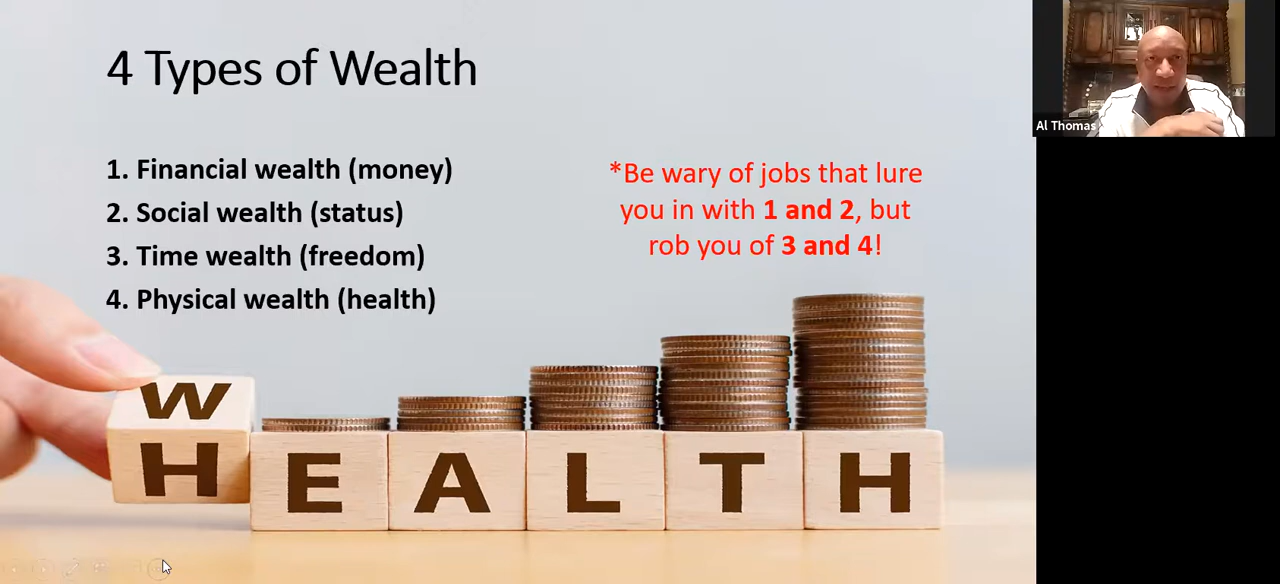 4 Types of Wealth
1. Financial wealth (money)
2. Social wealth (status)
3. Time wealth (freedom)
4. Physical wealth (health)
*Be wary of jobs that lure
you in with 1 and 2, but
rob you of 3 and 4!
Al Thomas
W
HEALTH